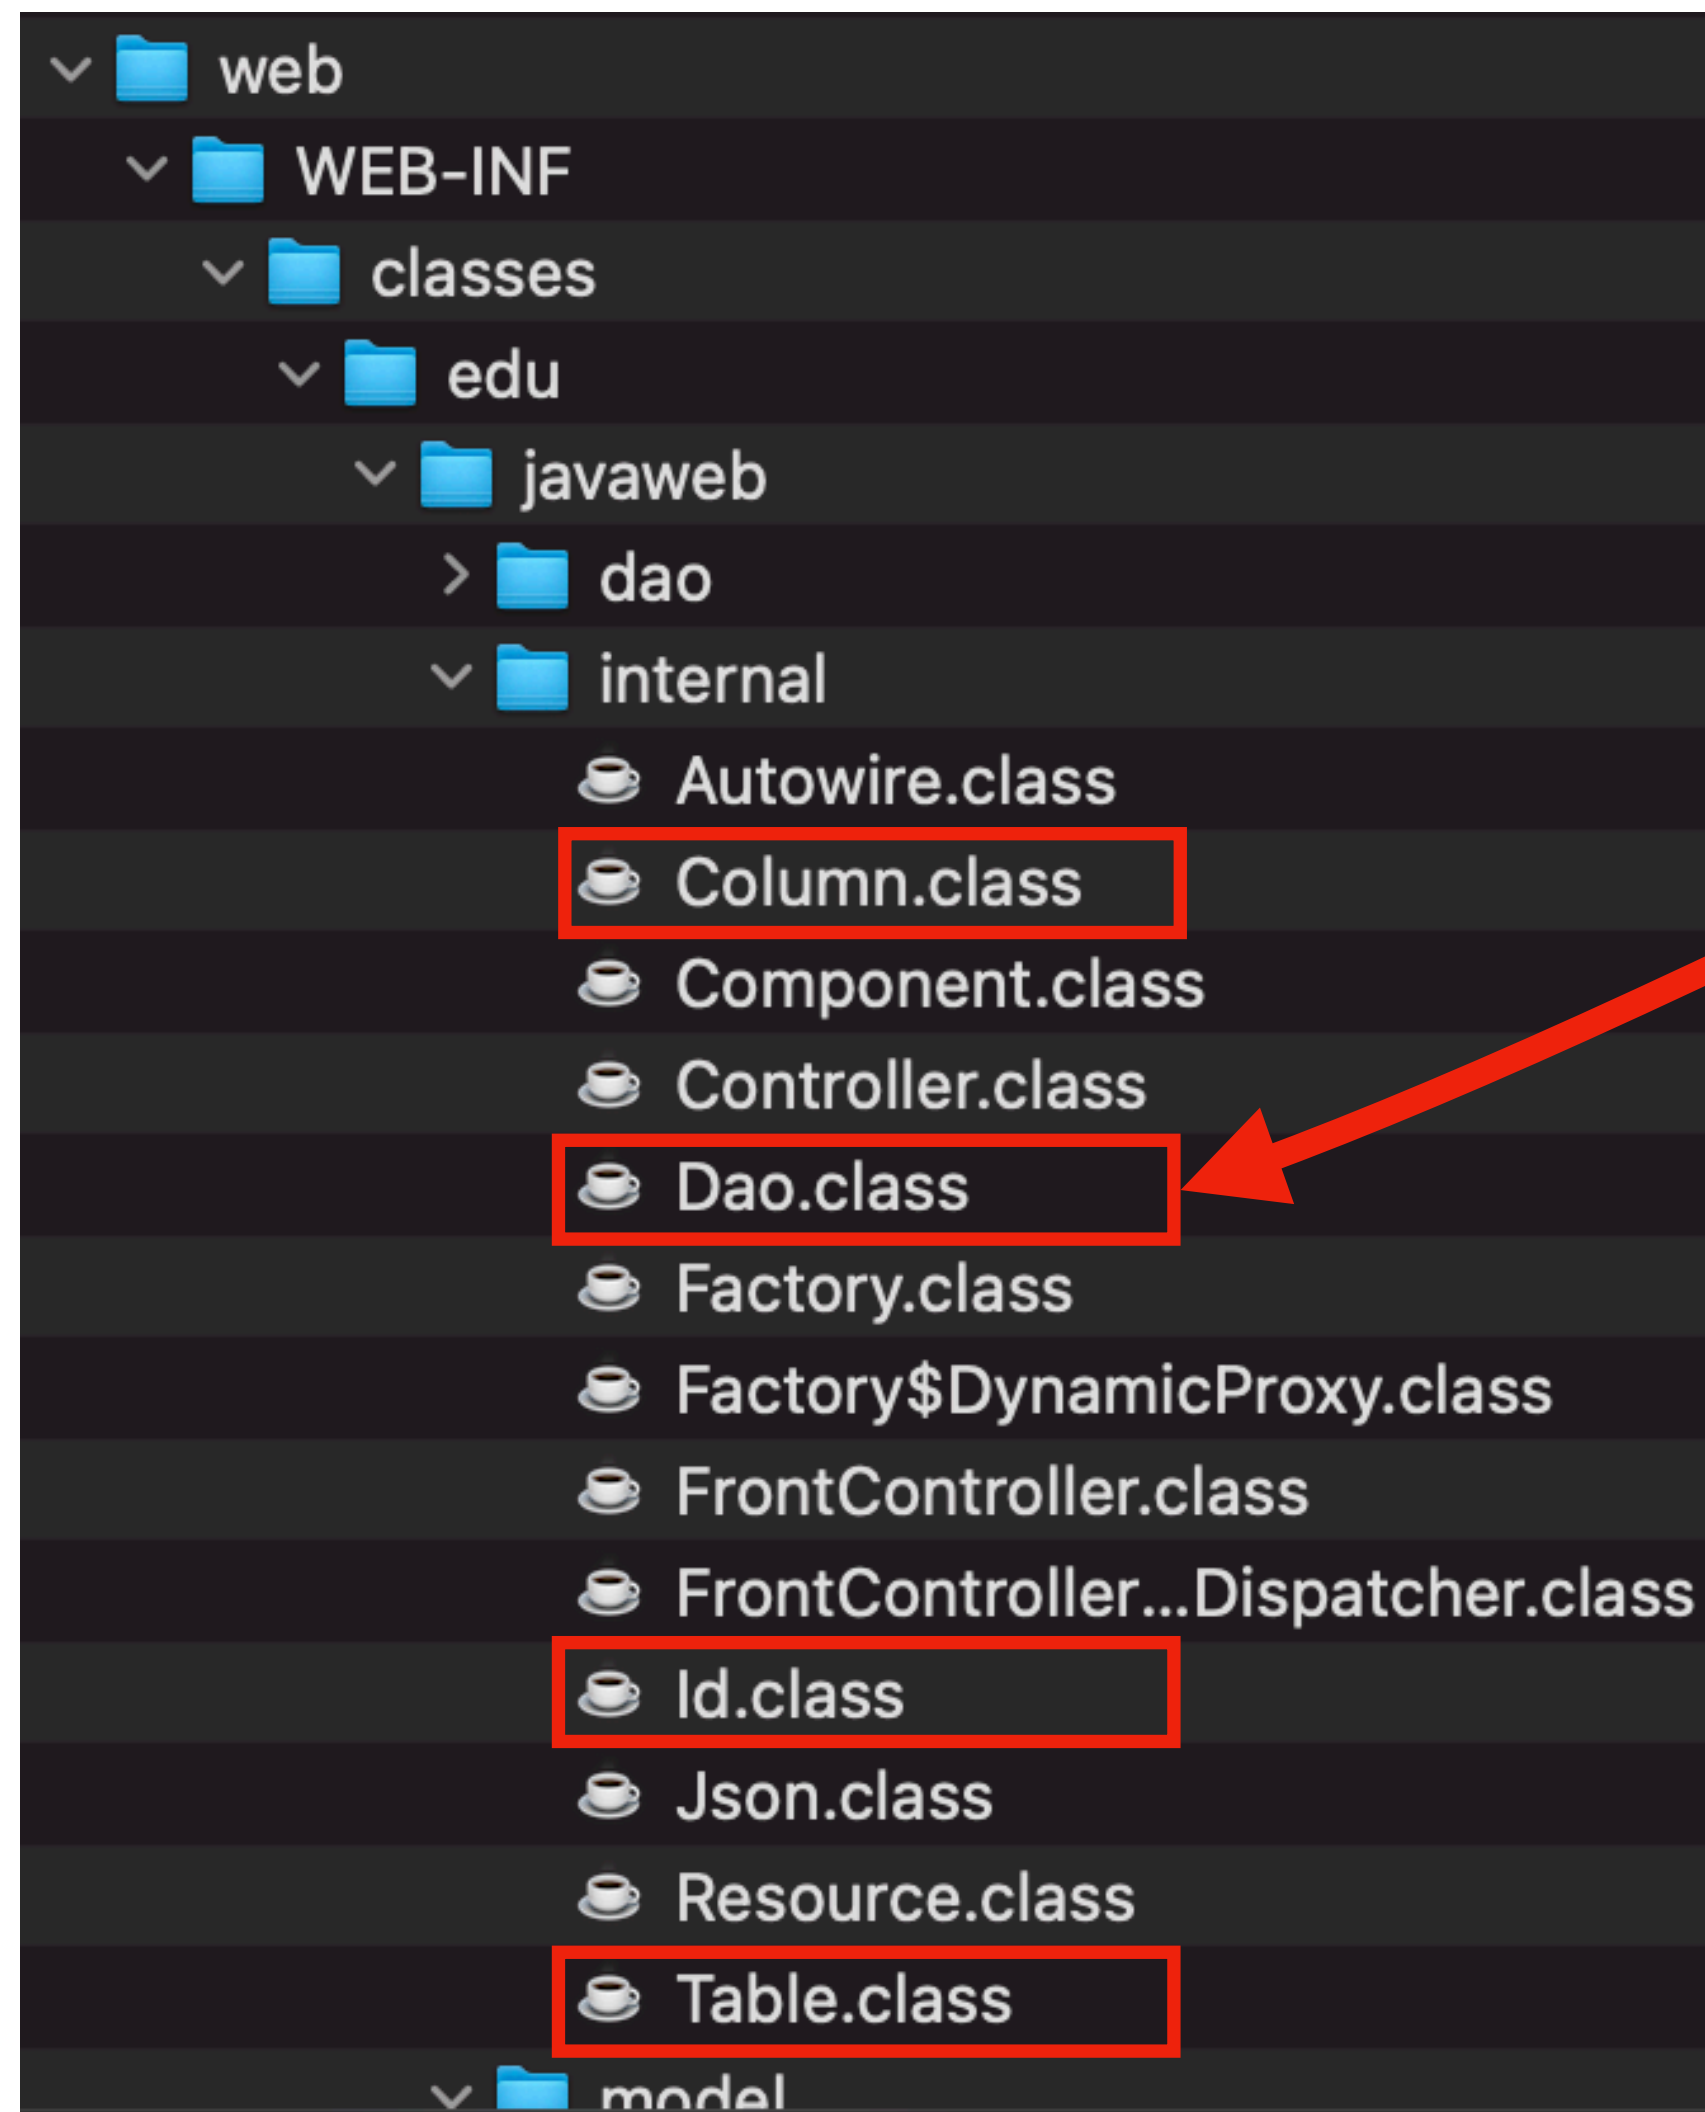 web
WEB-INF
classes
edu
javaweb
dao
internal
Autowire.class
Column.class
Component.class
Controller.class
Dao.class
Factory.class
Factory$DynamicProxy.class
FrontController.class
FrontController...Dispatcher.class
Id.class
Json.class
Resource.class
Table.class
model